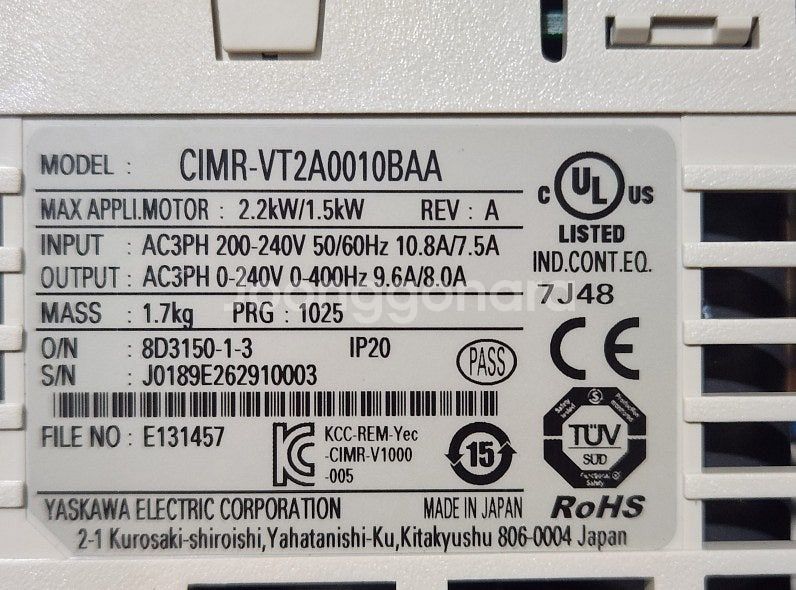 MODEL : CIMR-VT2A0010BAA
MAX APPLI.MOTOR : 2.2kW/1.5kW REV : A
INPUT : AC3PH 200-240V 50/60Hz 10.8A/7.5A
OUTPUT : AC3PH 0-240V 0-400Hz 9.6A/8.0A
MASS : 1.7kg PRG : 1025
O/N : 8D3150-1-3 IP20
S/N : J0189E262910003
PASS
FILE NO : E131457
KCC-REM-Yec
-CIMR-V1000
-005
15
YASKAWA ELECTRIC CORPORATION MADE IN JAPAN
2-1 Kurosaki-shiroishi,Yahatanishi-Ku,Kitakyushu 806-0004 Japan
C UL US
LISTED
IND.CONT.EQ.
7J48
CE
TÜV
SÜD
Functional
Safety
RoHS
Joonggonara